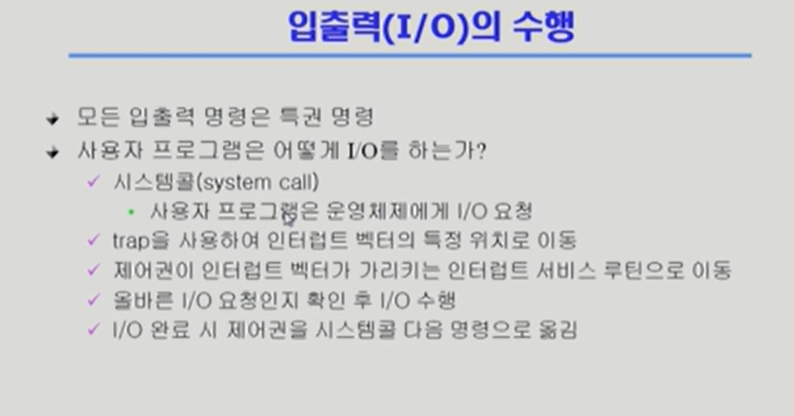 입출력(I/O)의 수행
모든 입출력 명령은 특권 명령
사용자 프로그램은 어떻게 I/O를 하는가?
시스템콜(system call)
사용자 프로그램은 운영체제에게 I/O 요청
trap을 사용하여 인터럽트 벡터의 특정 위치로 이동
제어권이 인터럽트 벡터가 가리키는 인터럽트 서비스 루틴으로 이동
올바른 I/O 요청인지 확인 후 I/O 수행
I/O 완료 시 제어권을 시스템콜 다음 명령으로 옮김